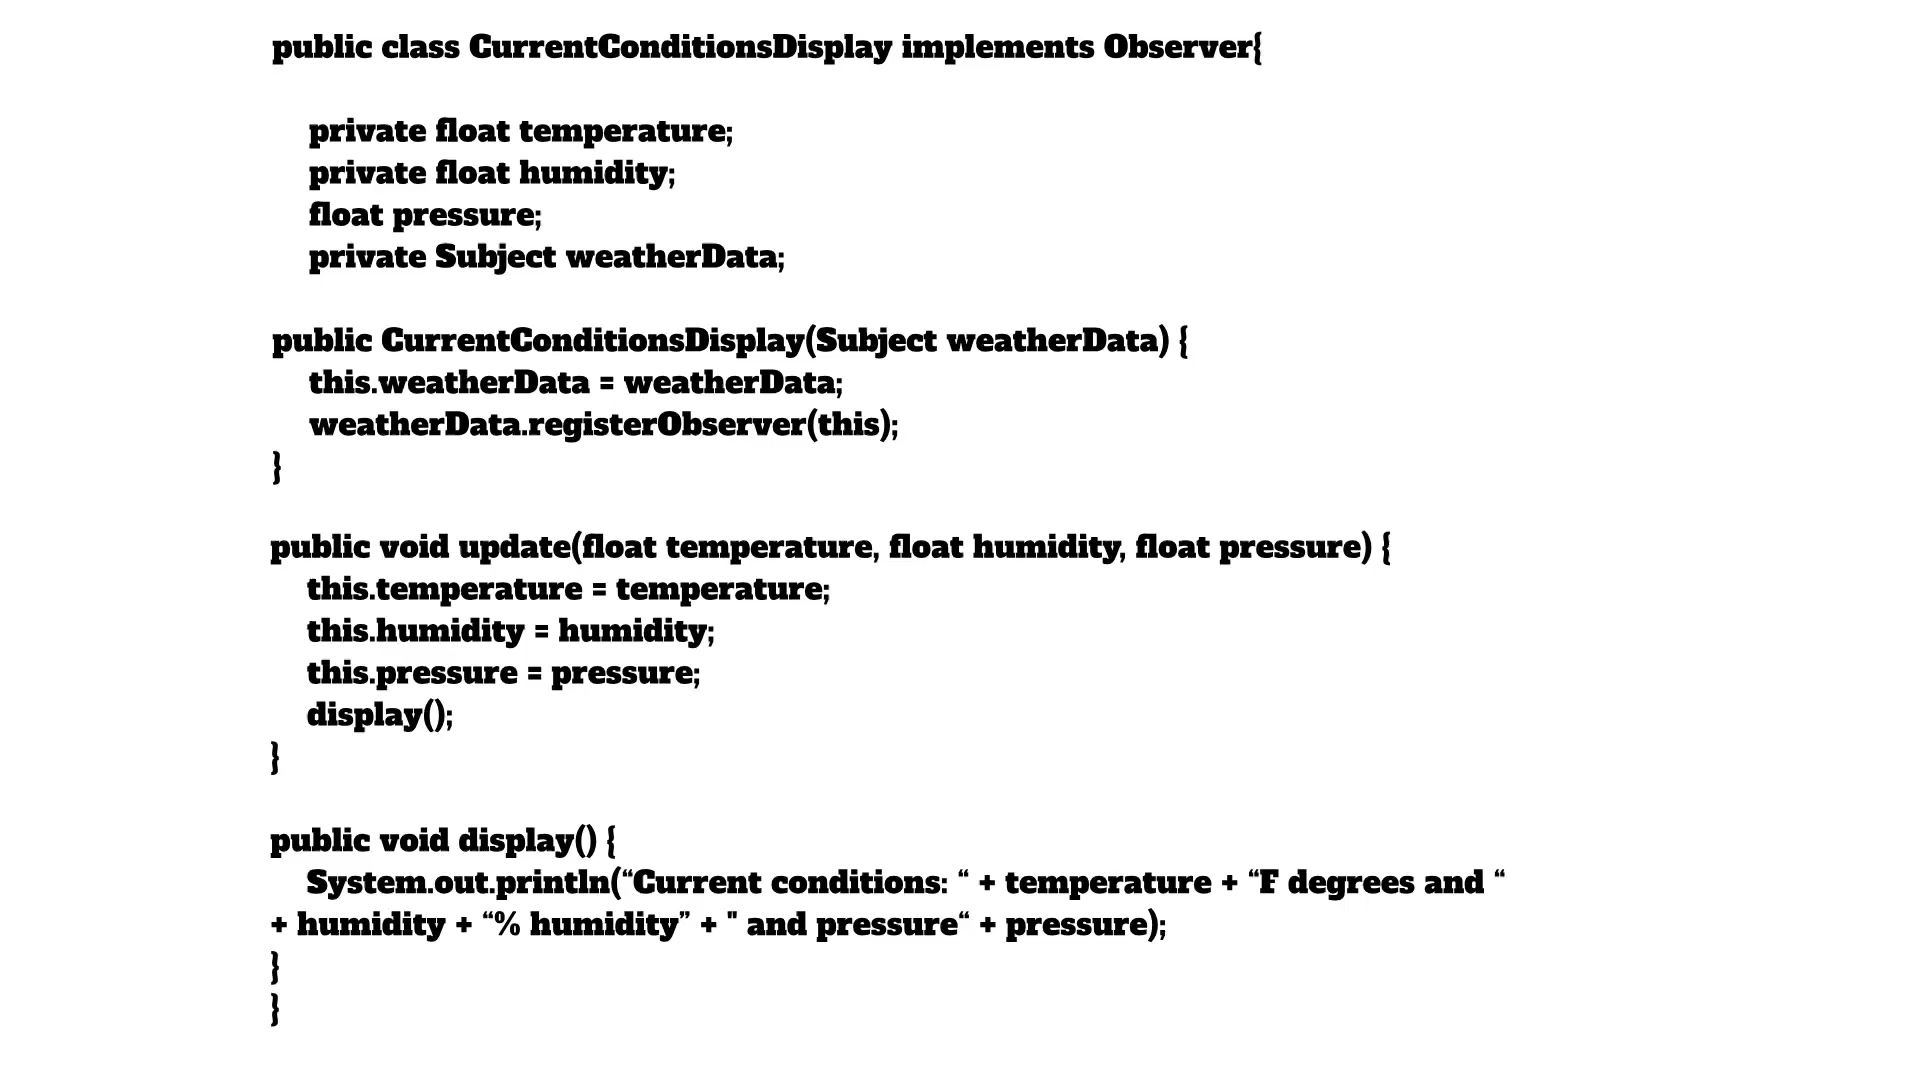 public class CurrentConditionsDisplay implements Observer{
private float temperature;
private float humidity;
float pressure;
private Subject weatherData;
public CurrentConditionsDisplay(Subject weatherData) {
this.weatherData = weatherData;
weatherData.registerObserver(this);
}
public void update(float temperature, float humidity, float pressure) {
this.temperature = temperature;
this.humidity = humidity;
this.pressure = pressure;
display();
}
public void display() {
System.out.println(“Current conditions: “ + temperature + “F degrees and “
+ humidity + “% humidity” + " and pressure“ + pressure);
}
}